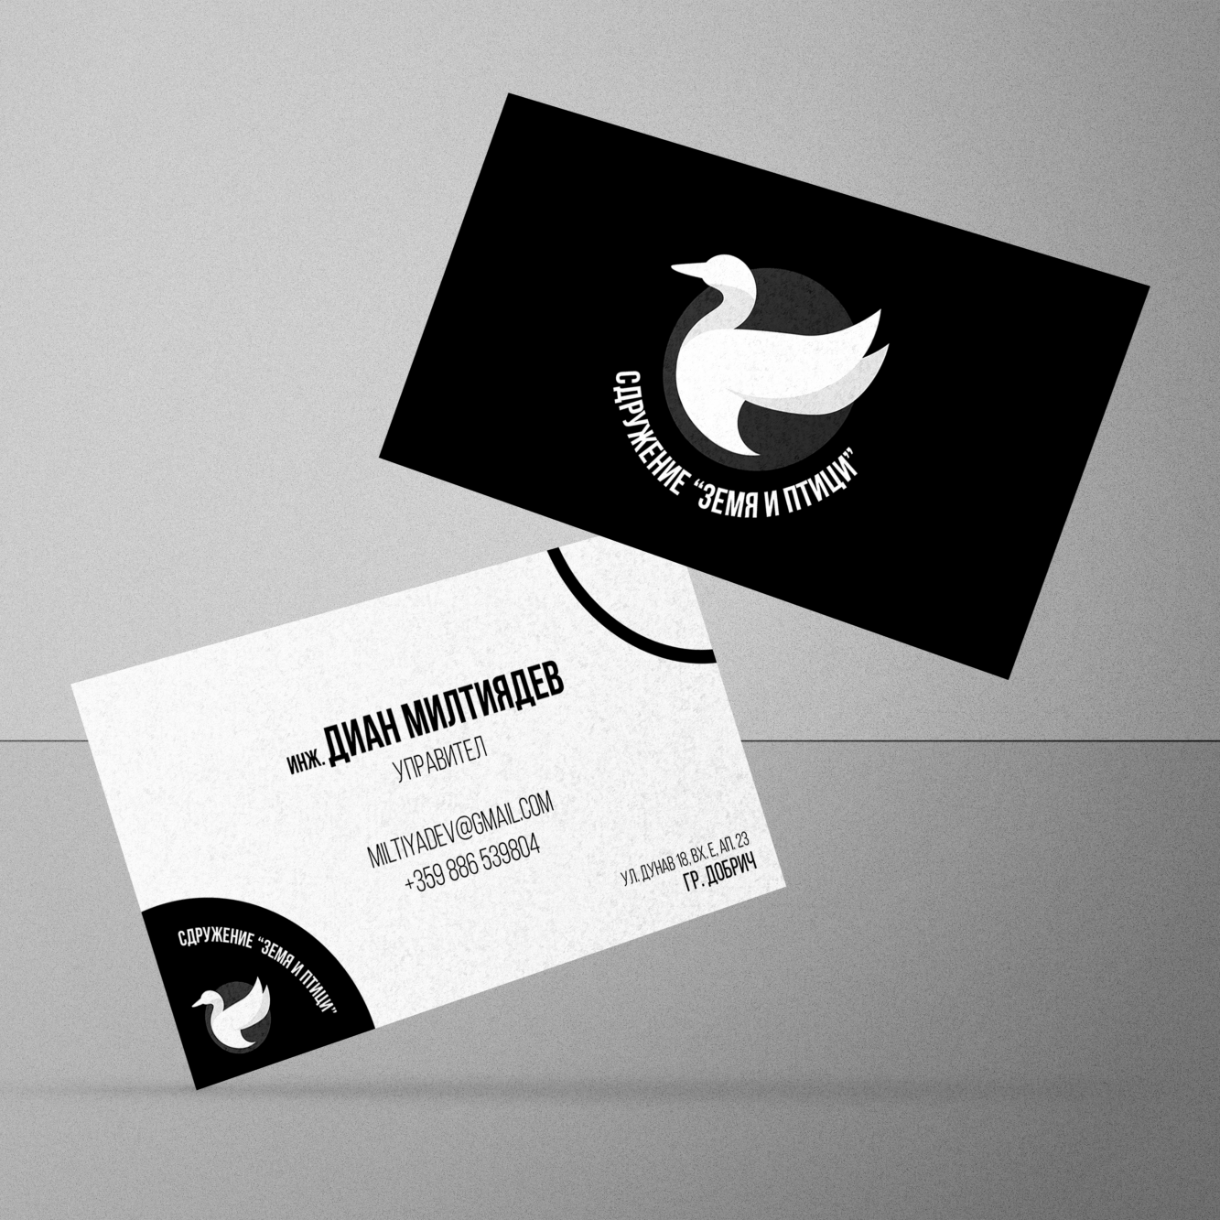 СДРУЖЕНИЕ “ЗЕМЯ И ПТИЦИ”
инж. ДИАН МИЛТИЯДЕВ
УПРАВИТЕЛ
MILTIYADEV@GMAIL.COM
+359 886 539804
УЛ. ДУНАВ 18, ВХ. Е, АП. 23
ГР. ДОБРИЧ
СДРУЖЕНИЕ “ЗЕМЯ И ПТИЦИ”